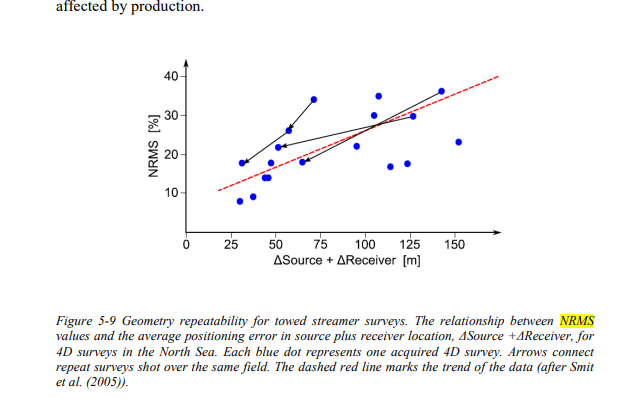 affected by production.
40
30
20
10
NRMS [%]
0 25 50 75 100 125 150
ΔSource + ΔReceiver [m]
Figure 5-9 Geometry repeatability for towed streamer surveys. The relationship between NRMS
values and the average positioning error in source plus receiver location, ΔSource +ΔReceiver, for
4D surveys in the North Sea. Each blue dot represents one acquired 4D survey. Arrows connect
repeat surveys shot over the same field. The dashed red line marks the trend of the data (after Smit
et al. (2005)).